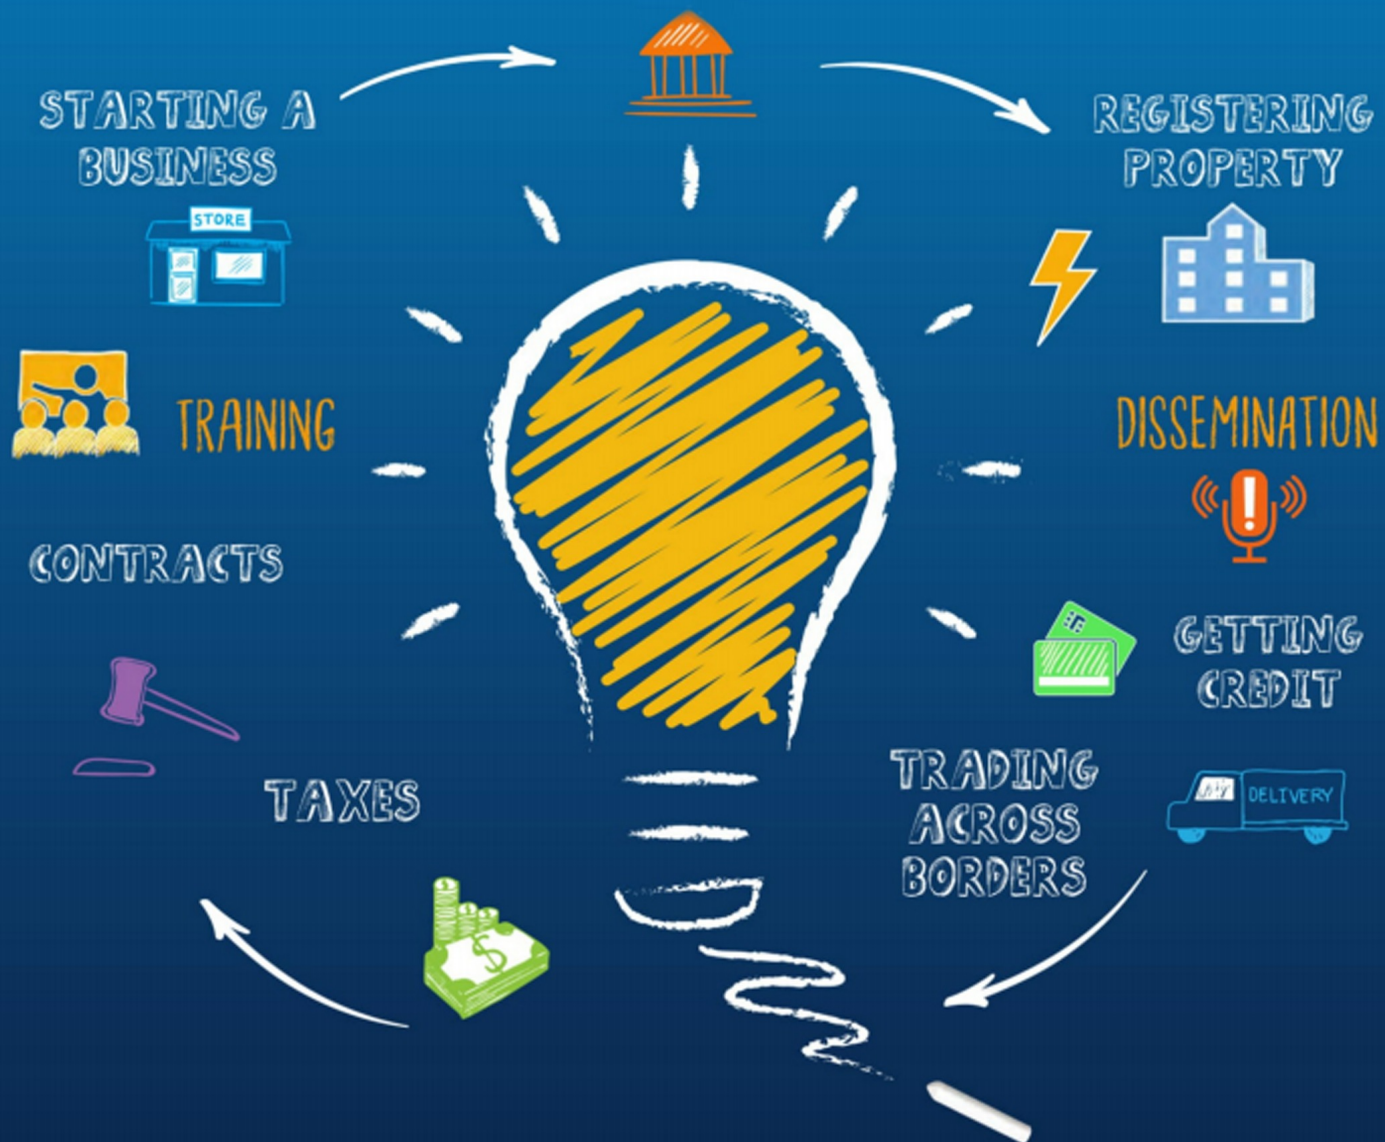 STARTING A
BUSINESS
STORE
REGISTERING
PROPERTY
TRAINING
DISSEMINATION
!
CONTRACTS
GETTING
CREDIT
TAXES
$
TRADING
ACROSS
BORDERS
DELIVERY